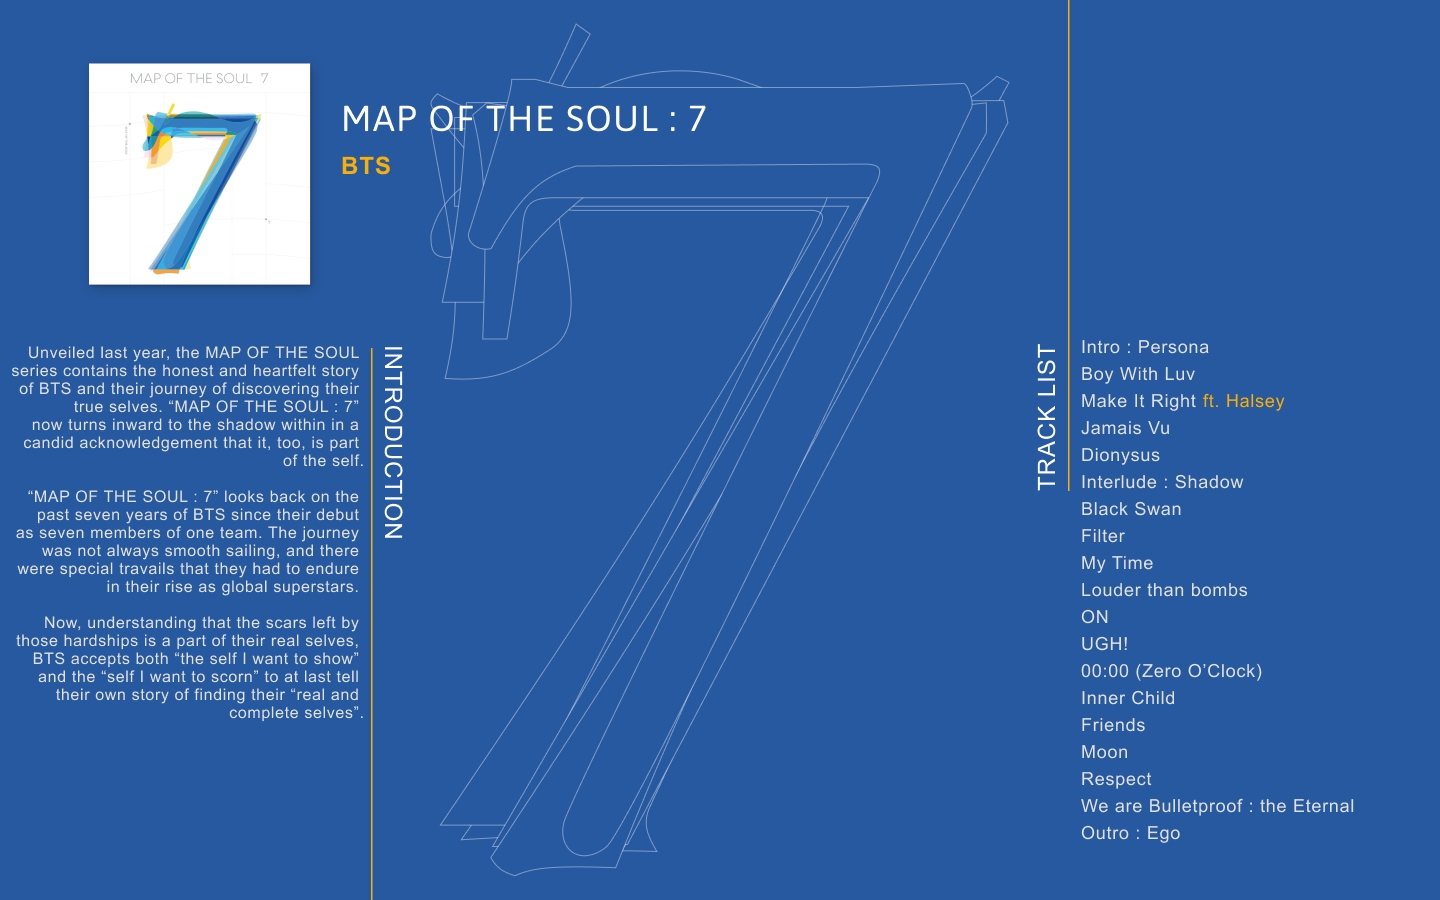 MAP OF THE SOUL 7
MAP OF THE SOUL : 7
BTS
Unveiled last year, the MAP OF THE SOUL
series contains the honest and heartfelt story
of BTS and their journey of discovering their
true selves. “MAP OF THE SOUL : 7”
now turns inward to the shadow within in a
candid acknowledgement that it, too, is part
of the self.
“MAP OF THE SOUL : 7” looks back on the
past seven years of BTS since their debut
as seven members of one team. The journey
was not always smooth sailing, and there
were special travails that they had to endure
in their rise as global superstars.
Now, understanding that the scars left by
those hardships is a part of their real selves,
BTS accepts both “the self I want to show”
and the “self I want to scorn” to at last tell
their own story of finding their “real and
complete selves”.
INTRODUCTION
TRACK LIST
Intro : Persona
Boy With Luv
Make It Right ft. Halsey
Jamais Vu
Dionysus
Interlude : Shadow
Black Swan
Filter
My Time
Louder than bombs
ON
UGH!
00:00 (Zero O’Clock)
Inner Child
Friends
Moon
Respect
We are Bulletproof : the Eternal
Outro : Ego